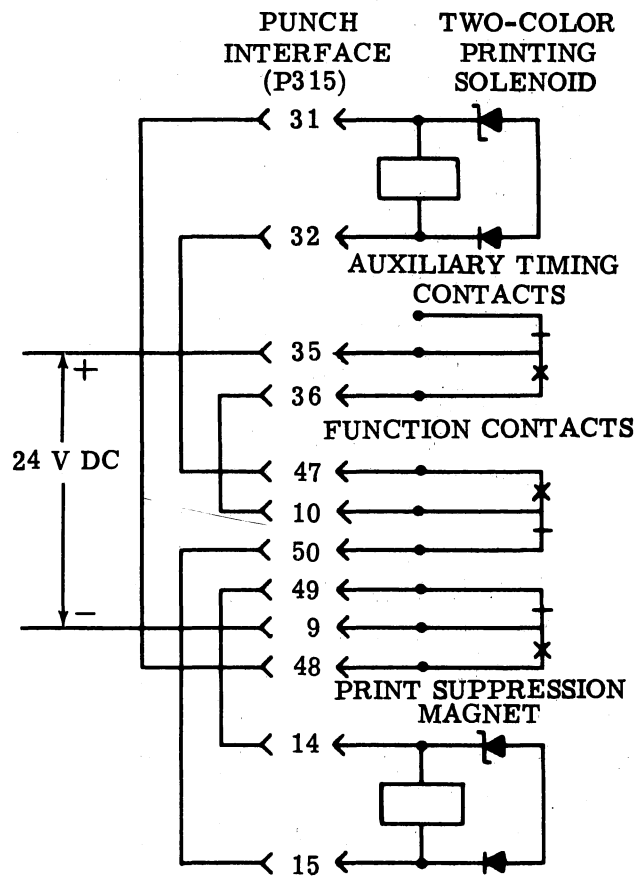 PUNCH
INTERFACE
(P315)
TWO-COLOR
PRINTING
SOLENOID
31
32
AUXILIARY TIMING
CONTACTS
35
+
36
FUNCTION CONTACTS
24 V DC
47
10
50
49
−
9
48
PRINT SUPPRESSION
MAGNET
14
15